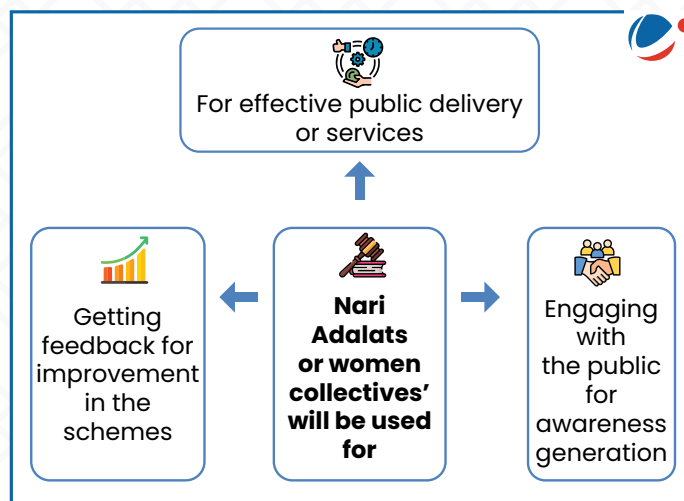 For effective public delivery
or services
Getting
feedback for
improvement
in the
schemes
Nari
Adalats
or women
collectives’
will be used
for
Engaging
with
the public
for
awareness
generation